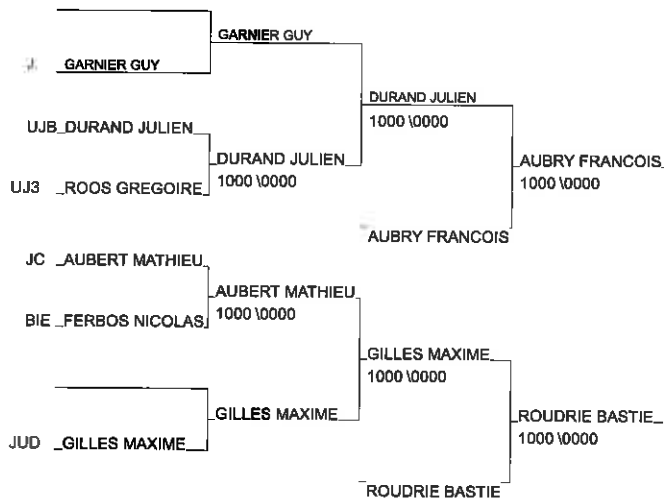 GARNIER GUY
J. GARNIER GUY
DURAND JULIEN
1000 \0000
UJB DURAND JULIEN
DURAND JULIEN
1000 \0000
AUBRY FRANCOIS
1000 \0000
UJ3 ROOS GREGOIRE
AUBRY FRANCOIS
JC AUBERT MATHIEU
AUBERT MATHIEU
1000 \0000
BIE FERBOS NICOLAS
GILLES MAXIME
1000 \0000
GILLES MAXIME
ROUDRIE BASTIE
1000 \0000
JUD GILLES MAXIME
ROUDRIE BASTIE